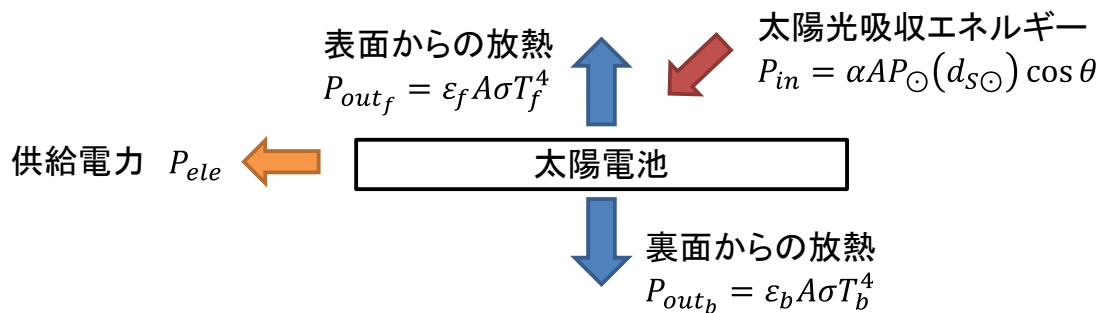 表面からの放熱
P_{out_f} = ε_f AσT_f^4
太陽光吸収エネルギー
P_{in} = αAP_⊙(d_{S⊙}) cos θ
供給電力 P_{ele}
太陽電池
裏面からの放熱
P_{out_b} = ε_b AσT_b^4